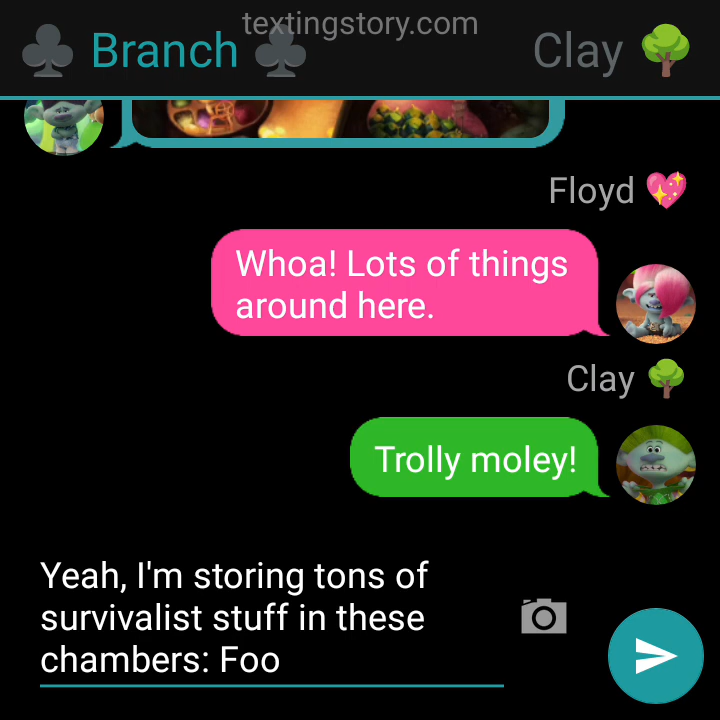 textingstory.com
♣ Branch ♣
Clay 🌳
Floyd 💖
Whoa! Lots of things
around here.
Clay 🌳
Trolly moley!
Yeah, I'm storing tons of
survivalist stuff in these
chambers: Foo